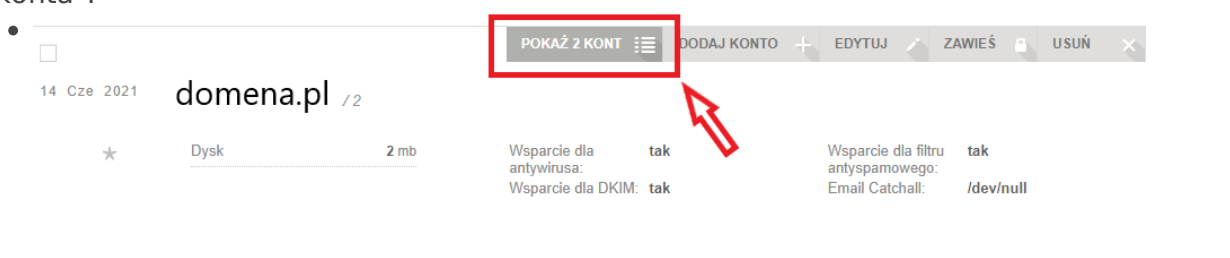 POKAŻ 2 KONT DODAJ KONTO EDYTUJ ZAWIEŚ USUŃ
14 Cze 2021 domena.pl / 2
Dysk 2 mb
Wsparcie dla antywirusa: tak
Wsparcie dla DKIM: tak
Wsparcie dla filtru antyspamowego: tak
Email Catchall: /dev/null